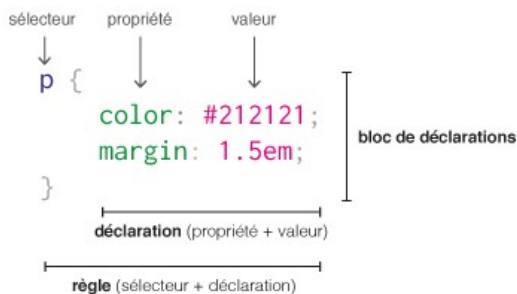 sélecteur propriété valeur
p {
color: #212121;
margin: 1.5em;
bloc de déclarations
}
déclaration (propriété + valeur)
règle (sélecteur + déclaration)